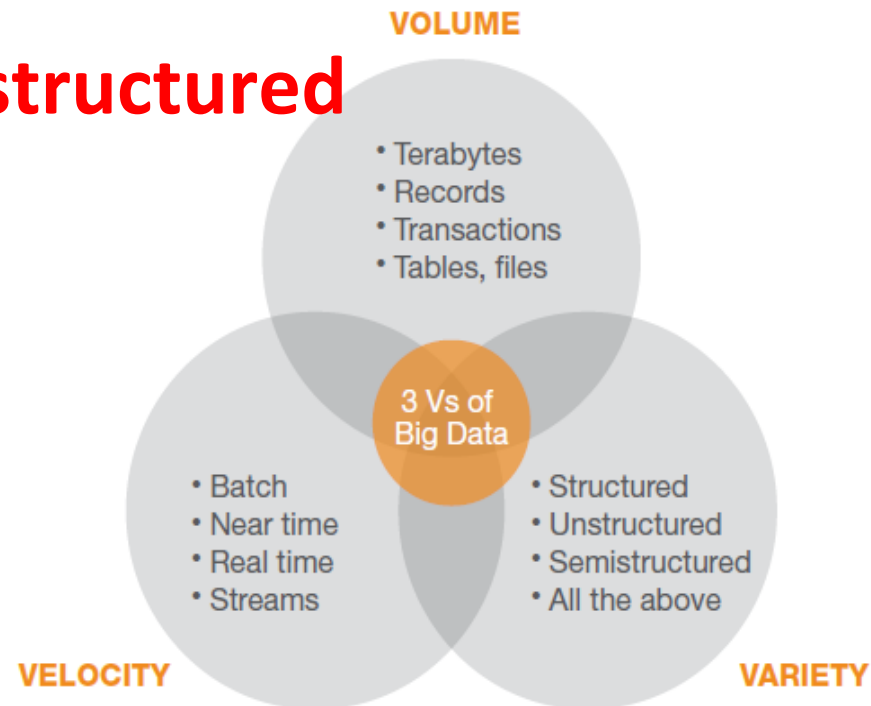 VOLUME
structured
• Terabytes
• Records
• Transactions
• Tables, files
3 Vs of
Big Data
• Batch
• Near time
• Real time
• Streams
• Structured
• Unstructured
• Semistructured
• All the above
VELOCITY
VARIETY